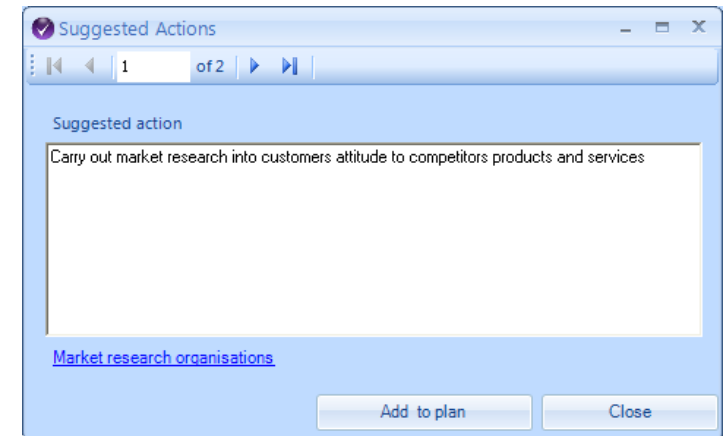 Suggested Actions
1 of 2
Suggested action
Carry out market research into customers attitude to competitors products and services
Market research organisations
Add to plan Close